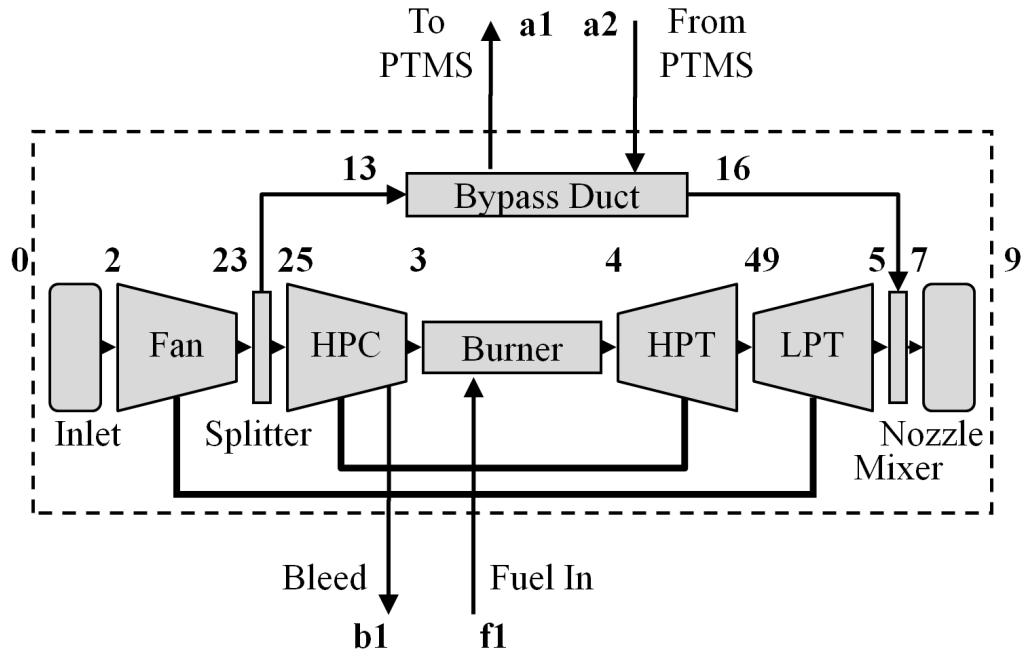 To
PTMS
a1
a2
From
PTMS
13
Bypass Duct
16
0
2
23
25
3
4
49
5
7
9
Fan
HPC
Burner
HPT
LPT
Inlet
Splitter
Nozzle
Mixer
Bleed
Fuel In
b1
f1